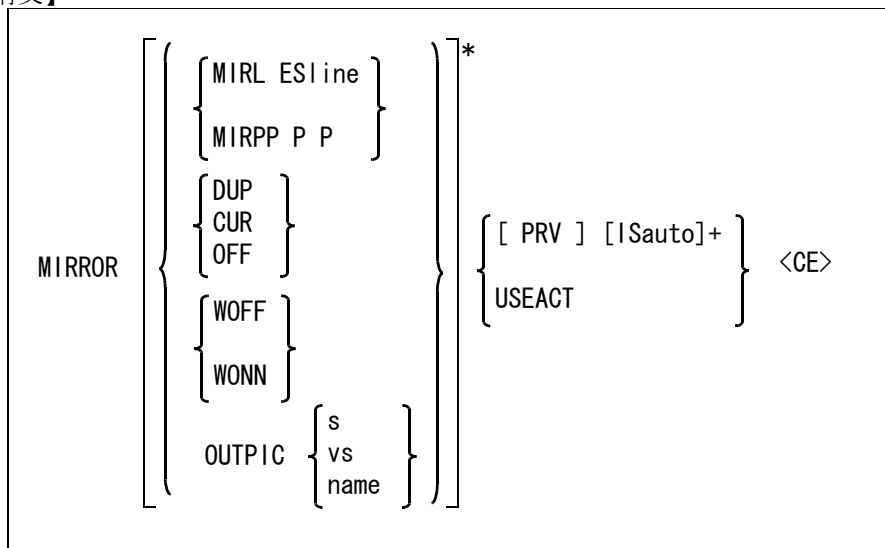 MIRL ESline
MIRPP P P
DUP
CUR
OFF
WOFF
WONN
OUTPIC
s
vs
name
*
MIRROR
[ PRV ] [ISauto]+
USEACT
<CE>